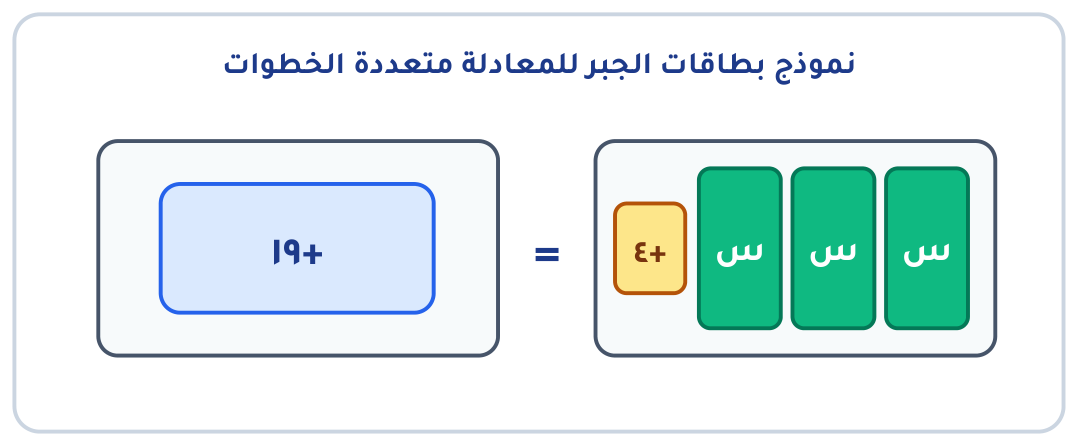 نموذج بطاقات الجبر للمعادلة متعددة الخطوات
س س س +٤ = +١٩